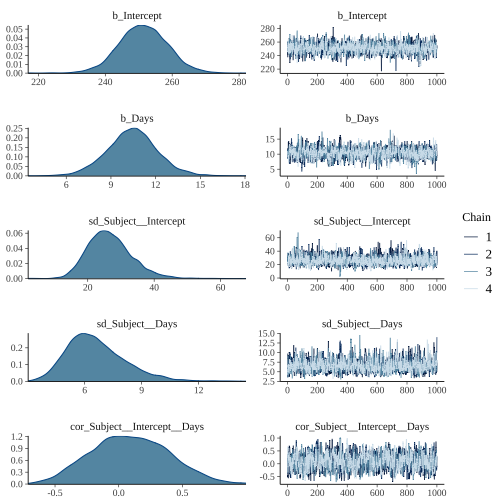 b_Intercept
0.05
0.04
0.03
0.02
0.01
0.00
220 240 260 280
b_Intercept
280
260
240
220
0 200 400 600 800 1000
b_Days
0.25
0.20
0.15
0.10
0.05
0.00
6 9 12 15 18
b_Days
15
10
5
0 200 400 600 800 1000
sd_Subject__Intercept
0.06
0.04
0.02
0.00
20 40 60
sd_Subject__Intercept
60
40
20
0
0 200 400 600 800 1000
Chain
1
2
3
4
sd_Subject__Days
0.2
0.1
0.0
6 9 12
sd_Subject__Days
15.0
12.5
10.0
7.5
5.0
2.5
0 200 400 600 800 1000
cor_Subject__Intercept__Days
1.2
0.9
0.6
0.3
0.0
-0.5 0.0 0.5
cor_Subject__Intercept__Days
1.0
0.5
0.0
-0.5
0 200 400 600 800 1000